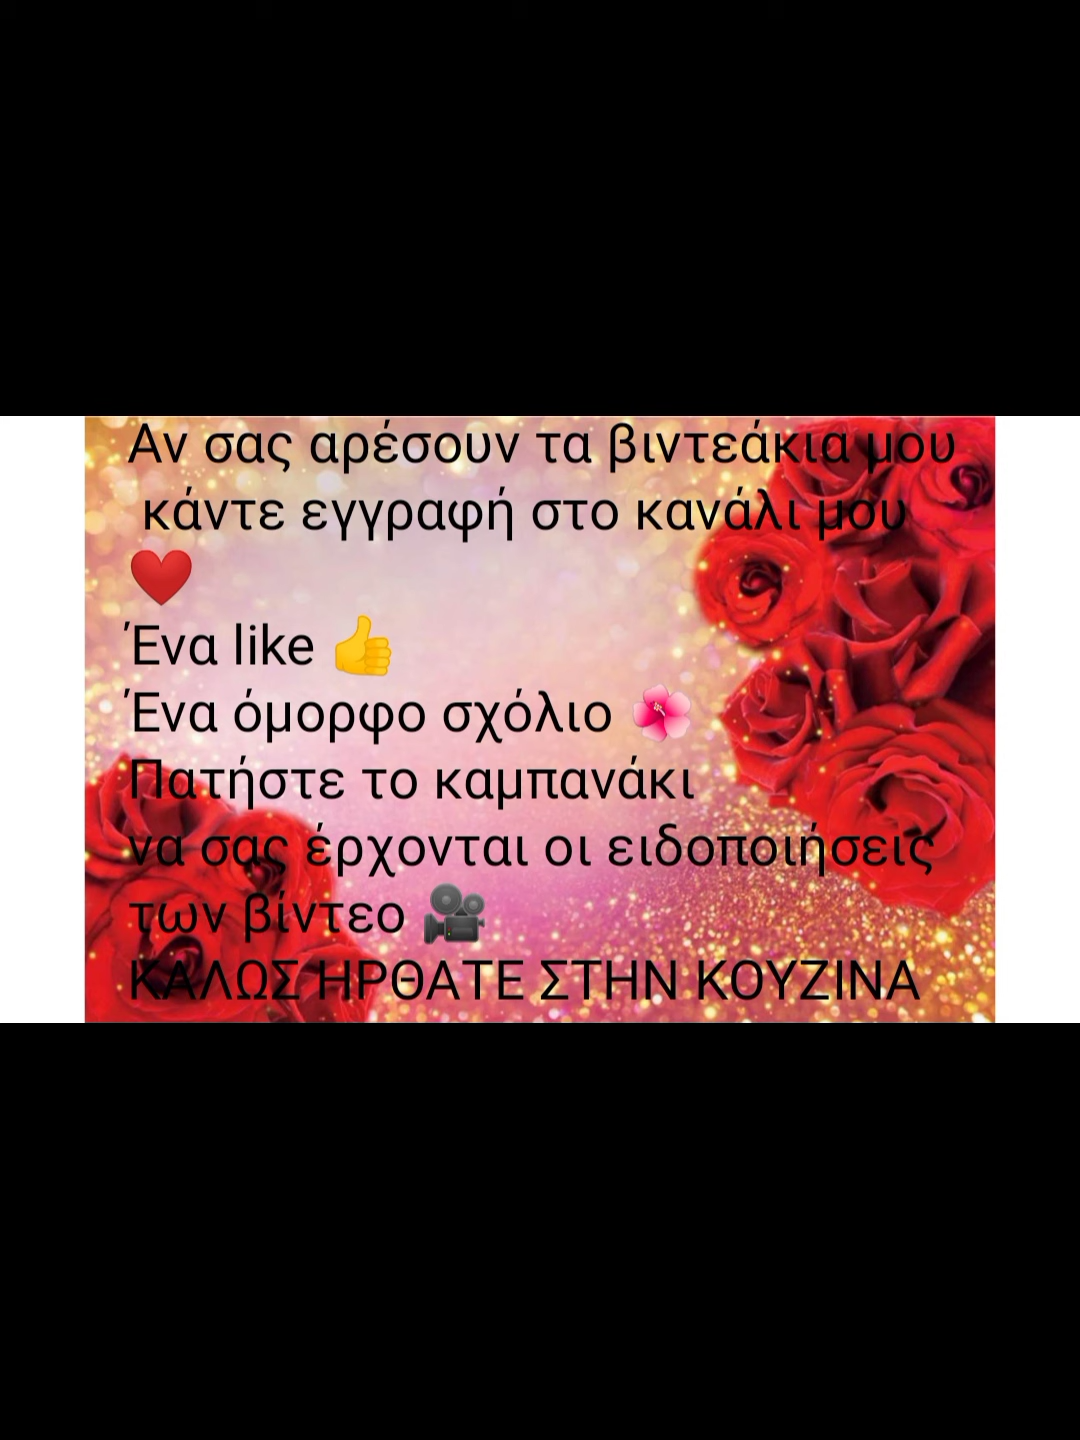 Αν σας αρέσουν τα βιντεάκια μου
κάντε εγγραφή στο κανάλι μου
❤️
Ένα like 👍
Ένα όμορφο σχόλιο 🌺
Πατήστε το καμπανάκι
να σας έρχονται οι ειδοποιήσεις
των βίντεο 🎥
ΚΑΛΩΣ ΗΡΘΑΤΕ ΣΤΗΝ ΚΟΥΖΙΝΑ